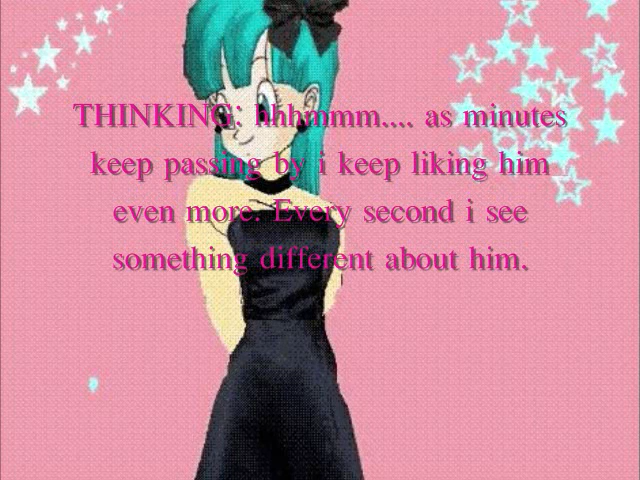 THINKING: hhhmmm.... as minutes
keep passing by i keep liking him
even more. Every second i see
something different about him.